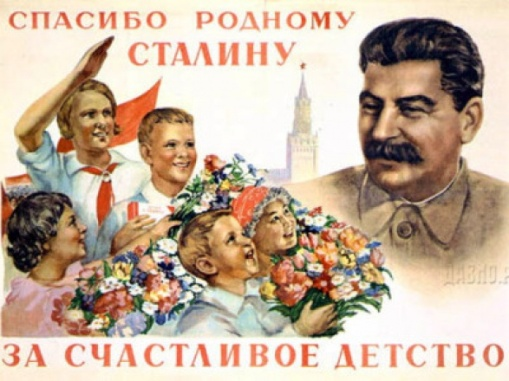 СПАСИБО РОДНОМУ
СТАЛИНУ
ЗА СЧАСТЛИВОЕ ДЕТСТВО